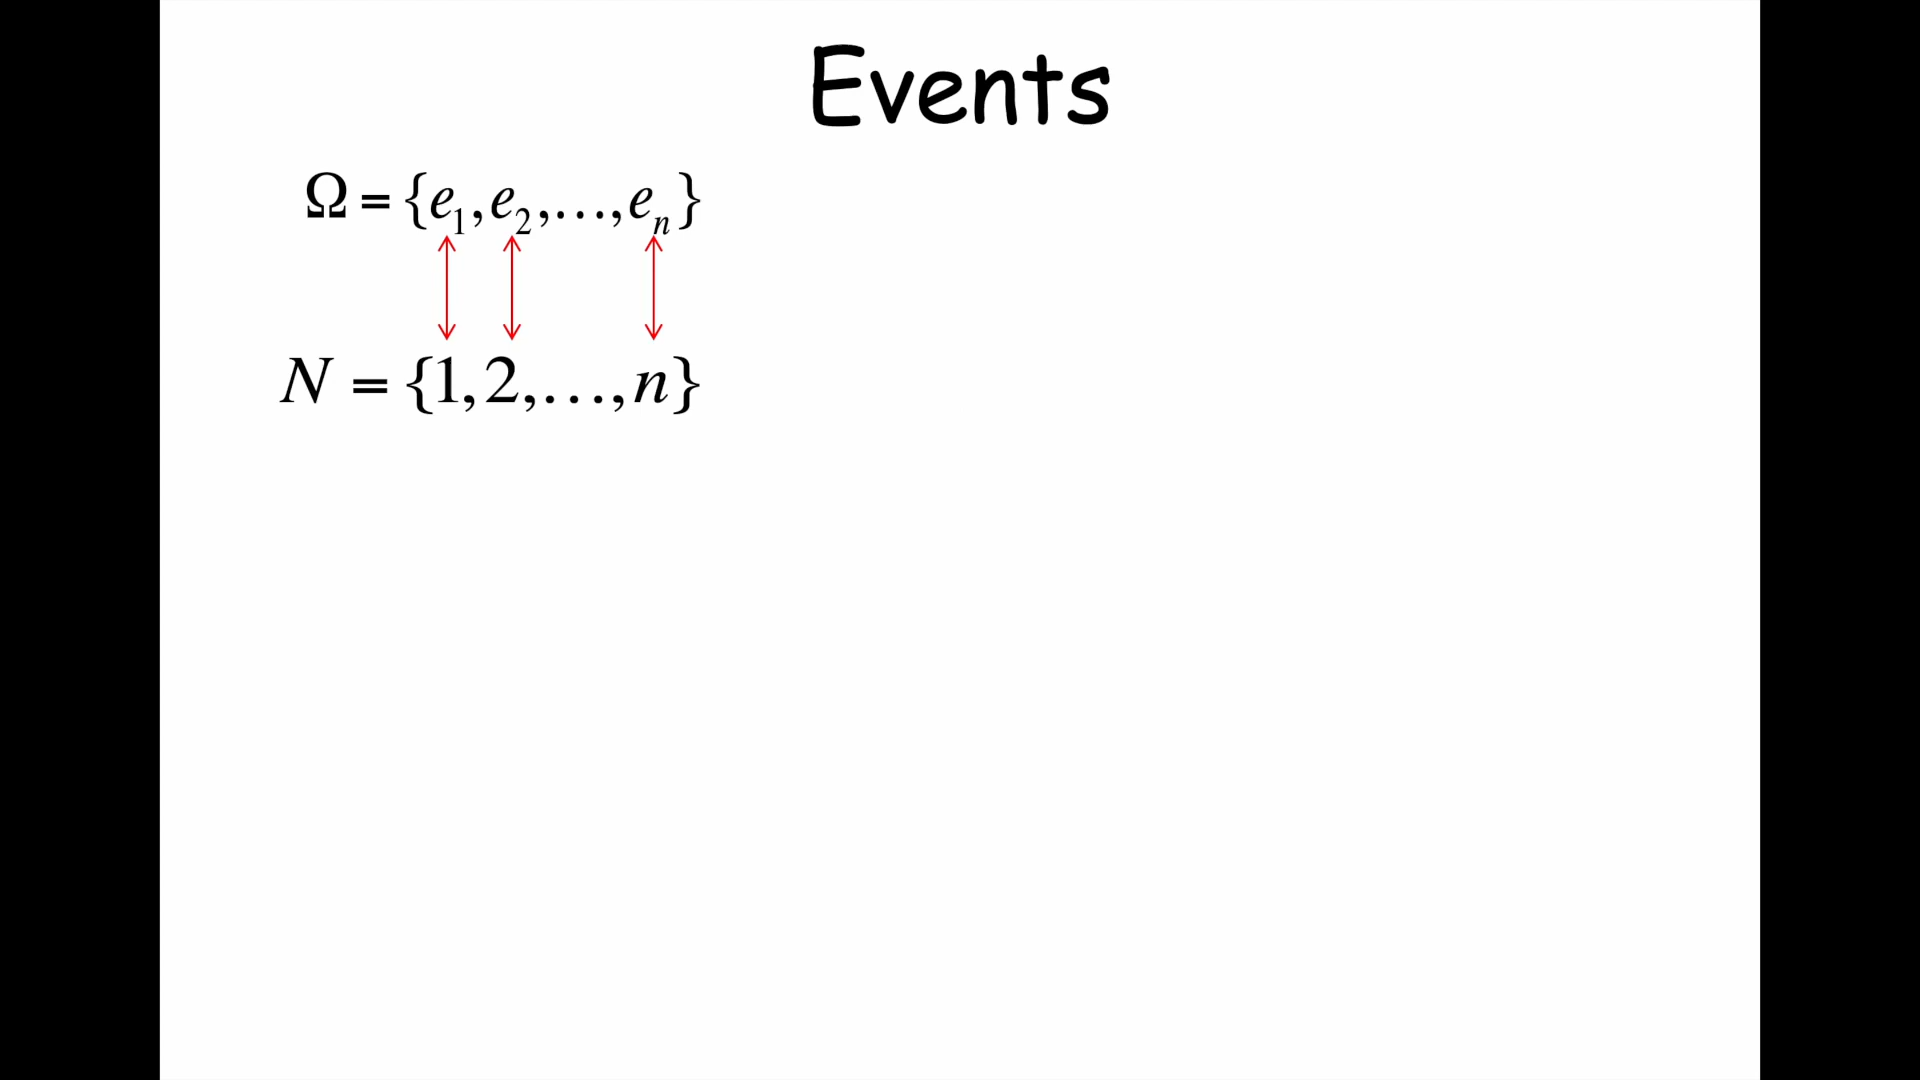 Events
Ω = {e₁, e₂, …, eₙ}
N = {1, 2, …, n}